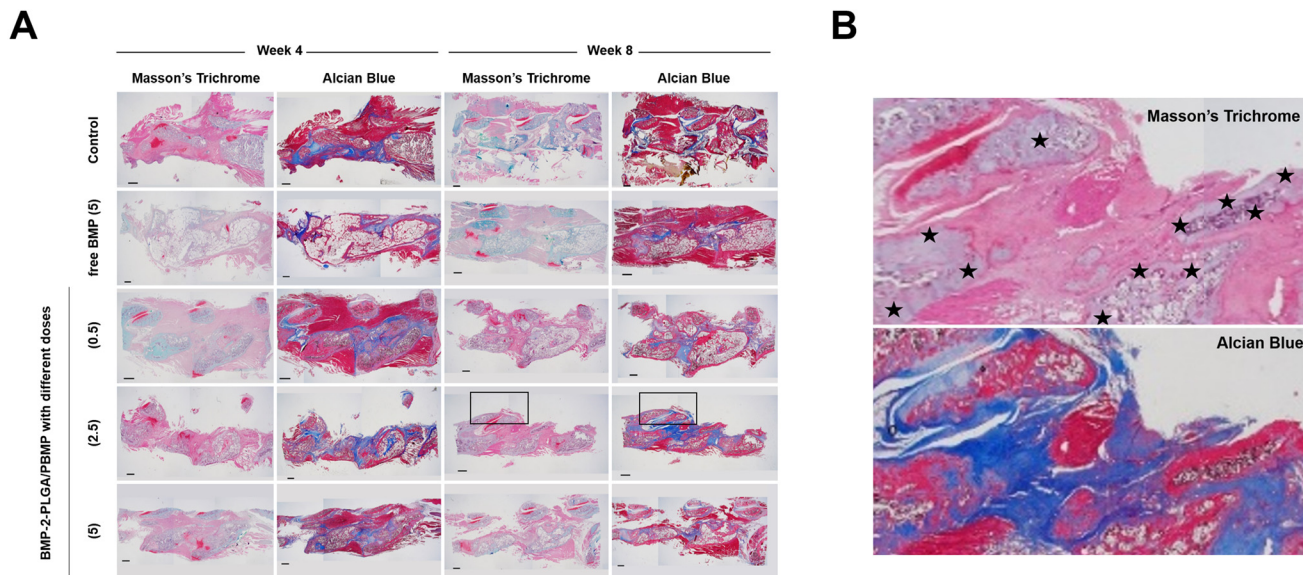 A
B
Week 4
Week 8
Masson's Trichrome
Alcian Blue
Masson's Trichrome
Alcian Blue
Control
free BMP (5)
BMP-2-PLGA/PBMP with different doses
(0.5)
(2.5)
(5)
Masson's Trichrome
Alcian Blue